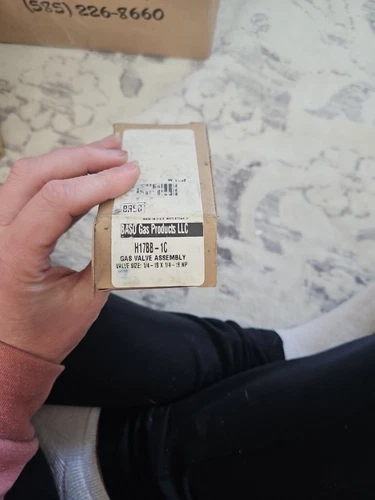 (585) 226-8660
BASO
BASO Gas Products LLC
H17BB-1C
GAS VALVE ASSEMBLY
VALVE SIZE: 1/4-18 X 1/4-18 NP